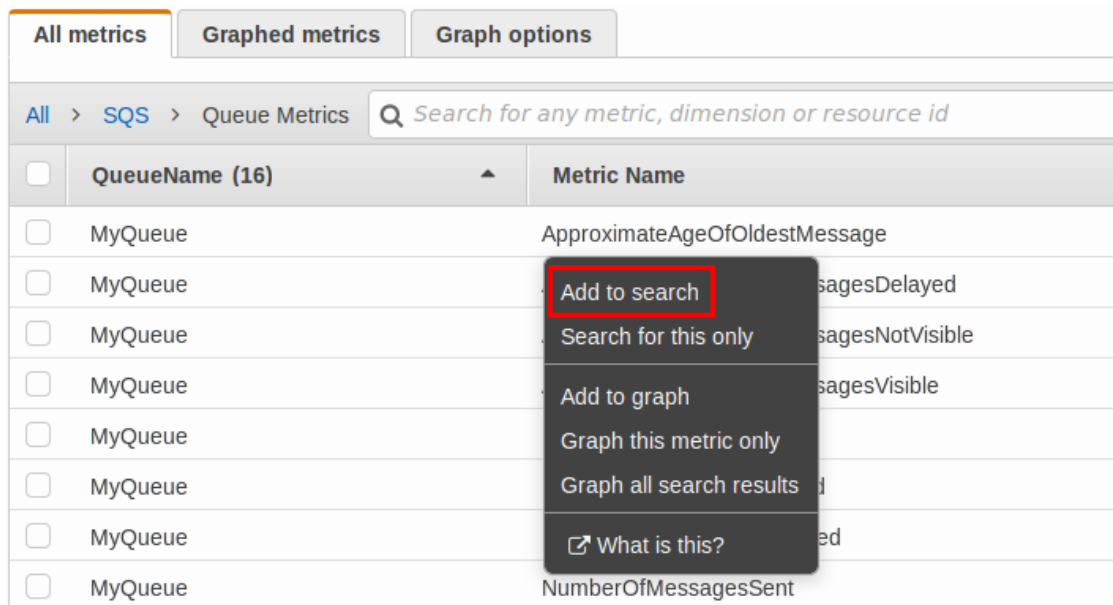 All metrics Graphed metrics Graph options
All > SQS > Queue Metrics Search for any metric, dimension or resource id
QueueName (16) Metric Name
MyQueue ApproximateAgeOfOldestMessage
MyQueue sagesDelayed
Add to search
MyQueue sagesNotVisible
Search for this only
MyQueue sagesVisible
Add to graph
MyQueue
Graph this metric only
MyQueue
Graph all search results
MyQueue ed
What is this?
MyQueue NumberOfMessagesSent